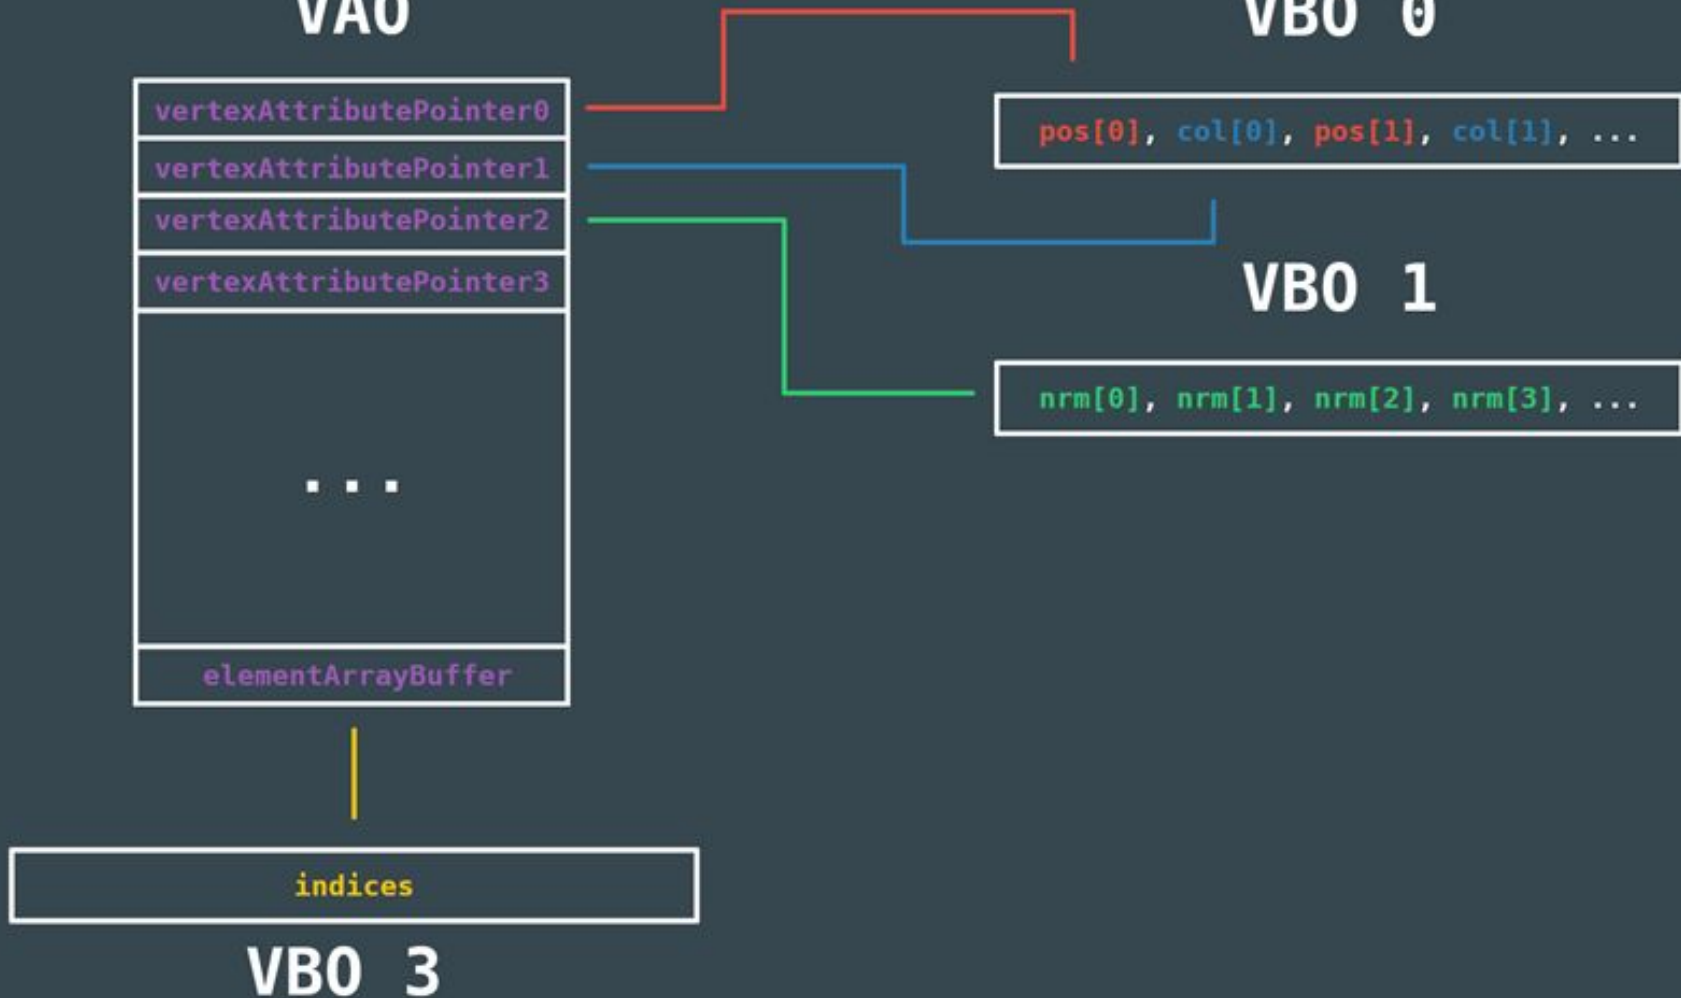 VAO
vertexAttributePointer0
vertexAttributePointer1
vertexAttributePointer2
vertexAttributePointer3
...
elementArrayBuffer
indices
VBO 3
VBO 0
pos[0], col[0], pos[1], col[1], ...
VBO 1
nrm[0], nrm[1], nrm[2], nrm[3], ...